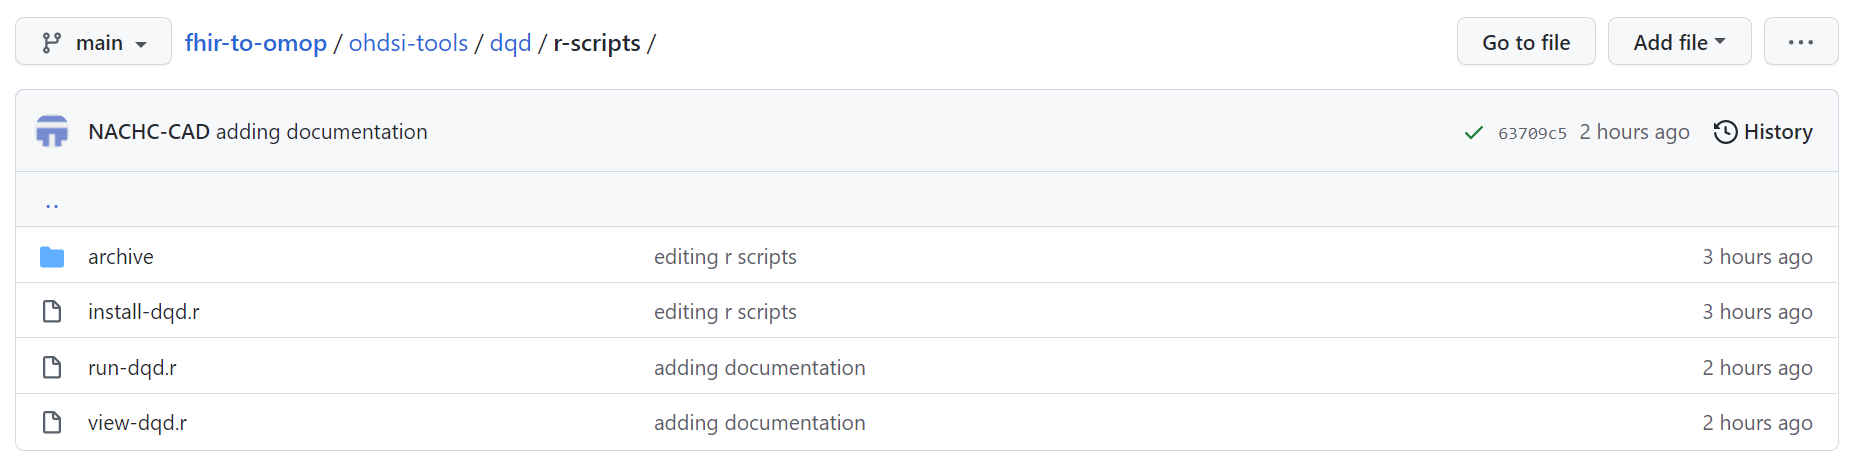 main fhir-to-omop / ohdsi-tools / dqd / r-scripts / Go to file Add file ...
NACHC-CAD adding documentation 63709c5 2 hours ago History
..
archive editing r scripts 3 hours ago
install-dqd.r editing r scripts 3 hours ago
run-dqd.r adding documentation 2 hours ago
view-dqd.r adding documentation 2 hours ago